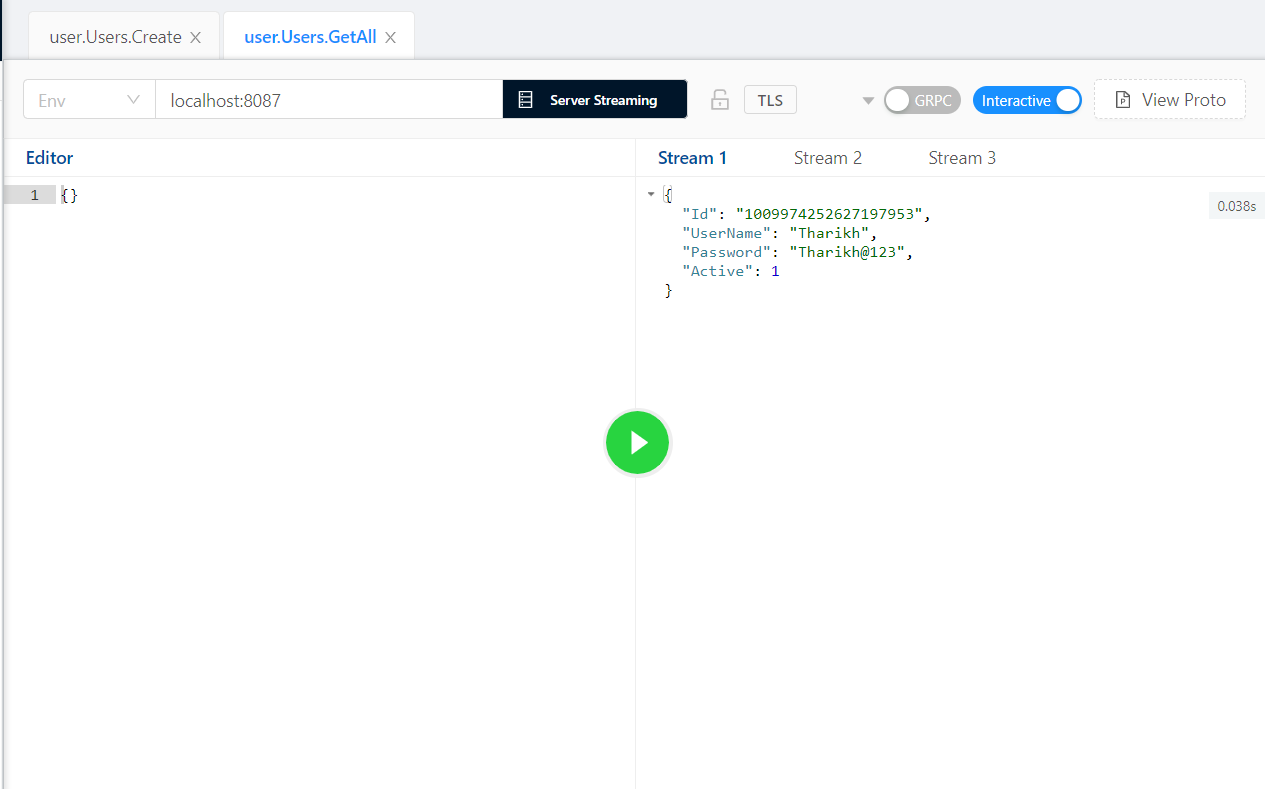 user.Users.Create user.Users.GetAll
Env localhost:8087 Server Streaming TLS GRPC Interactive View Proto
Editor Stream 1 Stream 2 Stream 3
1 {}
{
0.038s
"Id": "1009974252627197953",
"UserName": "Tharikh",
"Password": "Tharikh@123",
"Active": 1
}